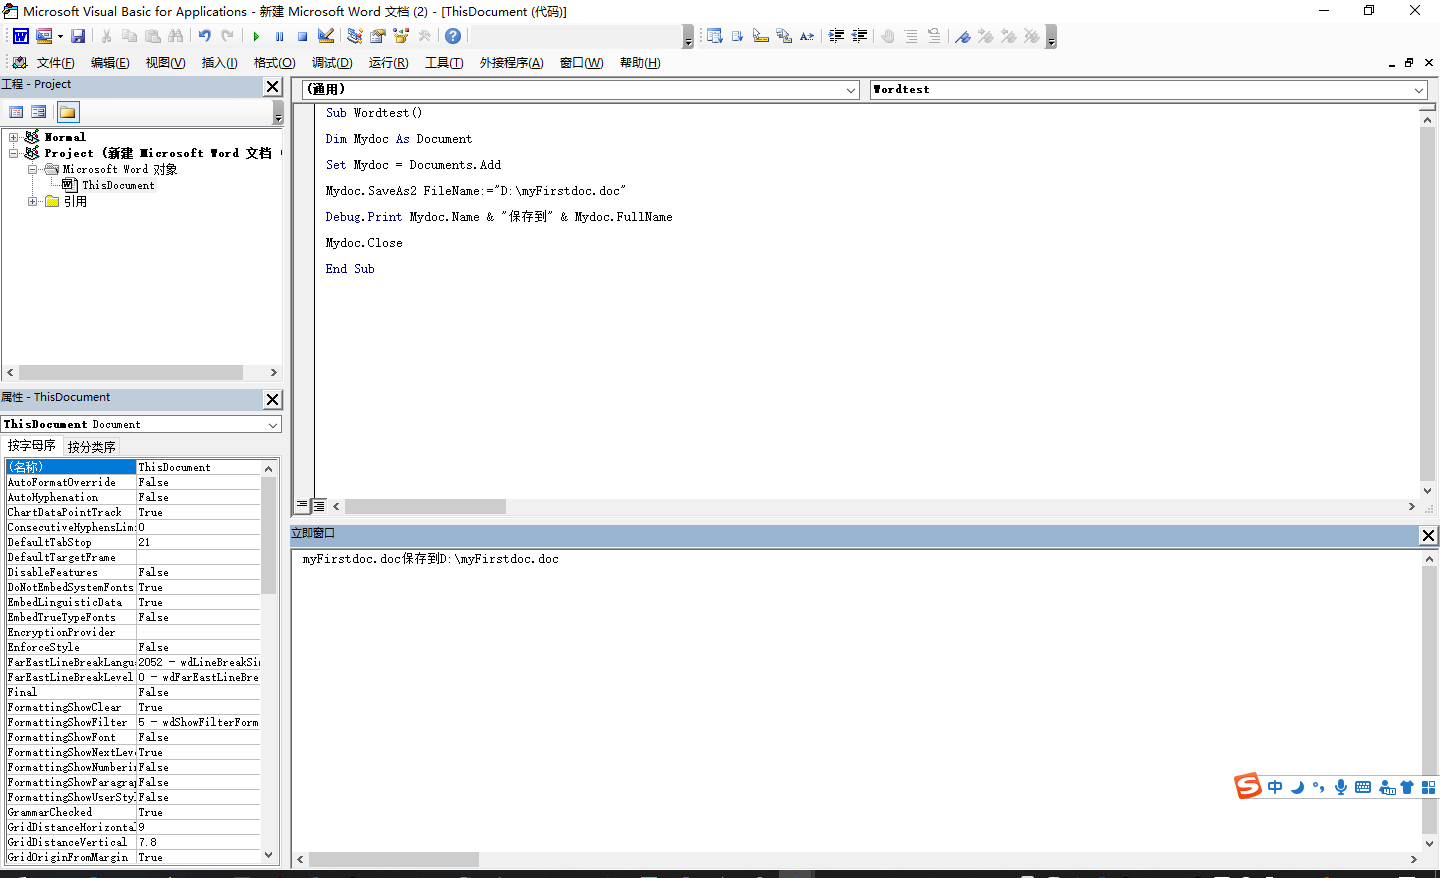 Microsoft Visual Basic for Applications - 新建 Microsoft Word 文档 (2) - [ThisDocument (代码)]
文件(F) 编辑(E) 视图(V) 插入(I) 格式(O) 调试(D) 运行(R) 工具(T) 外接程序(A) 窗口(W) 帮助(H)
工程 - Project
Normal
Project (新建 Microsoft Word 文档
Microsoft Word 对象
ThisDocument
引用
属性 - ThisDocument
ThisDocument Document
按字母序 按分类序
(名称) ThisDocument
AutoFormatOverride False
AutoHyphenation False
ChartDataPointTrack True
ConsecutiveHyphensLimi 0
DefaultTabStop 21
DefaultTargetFrame
DisableFeatures False
DoNotEmbedSystemFonts True
EmbedLinguisticData True
EmbedTrueTypeFonts False
EncryptionProvider
EnforceStyle False
FarEastLineBreakLangu 2052 - wdLineBreakSi
FarEastLineBreakLevel 0 - wdFarEastLineBre
Final False
FormattingShowClear True
FormattingShowFilter 5 - wdShowFilterForm
FormattingShowFont False
FormattingShowNextLev True
FormattingShowNumberi False
FormattingShowParagra False
FormattingShowUserSty False
GrammarChecked True
GridDistanceHorizontal 9
GridDistanceVertical 7.8
GridOriginFromMargin True
(通用) Wordtest
Sub Wordtest()
Dim Mydoc As Document
Set Mydoc = Documents.Add
Mydoc.SaveAs2 FileName:="D:\myFirstdoc.doc"
Debug.Print Mydoc.Name & "保存到" & Mydoc.FullName
Mydoc.Close
End Sub
立即窗口
myFirstdoc.doc保存到D:\myFirstdoc.doc
中